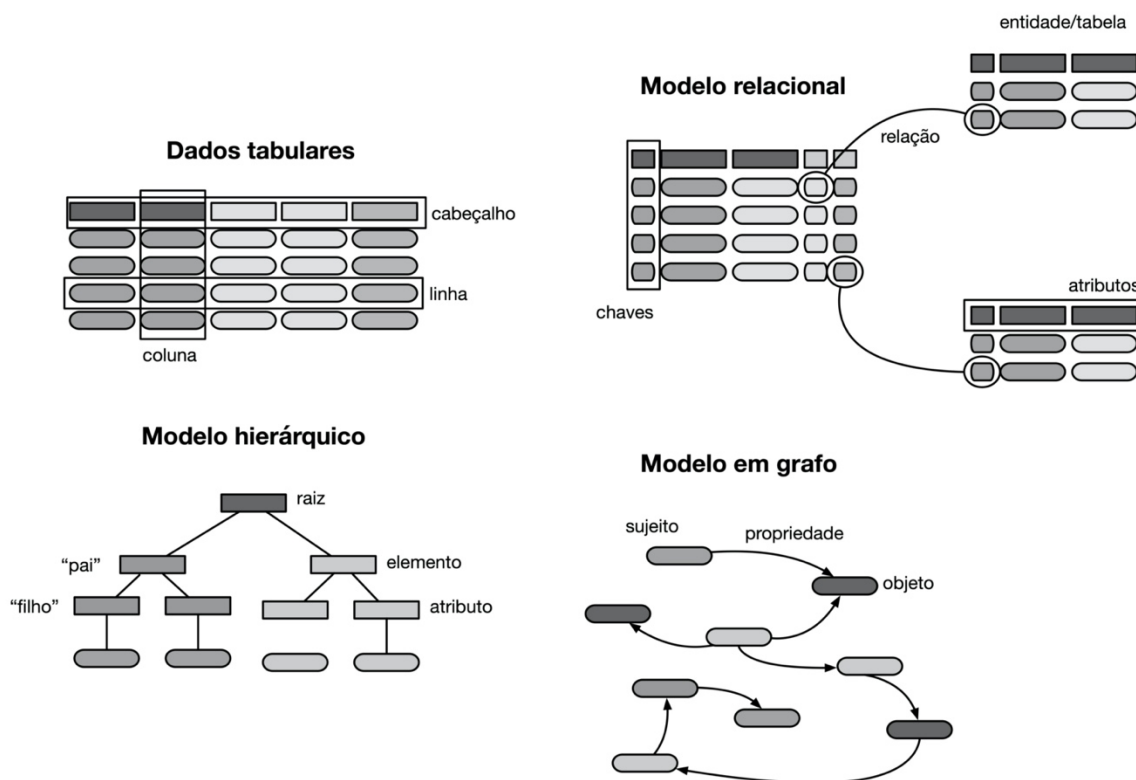 Dados tabulares
cabeçalho
linha
coluna
Modelo relacional
entidade/tabela
relação
chaves
atributos
Modelo hierárquico
raiz
“pai”
elemento
“filho”
atributo
Modelo em grafo
sujeito
propriedade
objeto